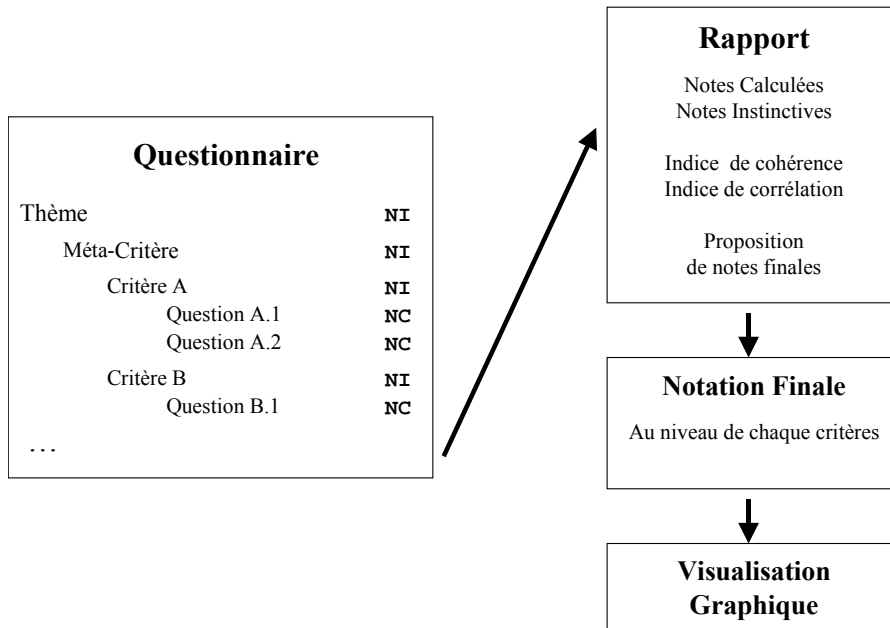 Questionnaire
Thème NI
Méta-Critère NI
Critère A NI
Question A.1 NC
Question A.2 NC
Critère B NI
Question B.1 NC
...
Rapport
Notes Calculées
Notes Instinctives
Indice de cohérence
Indice de corrélation
Proposition
de notes finales
Notation Finale
Au niveau de chaque critères
Visualisation
Graphique